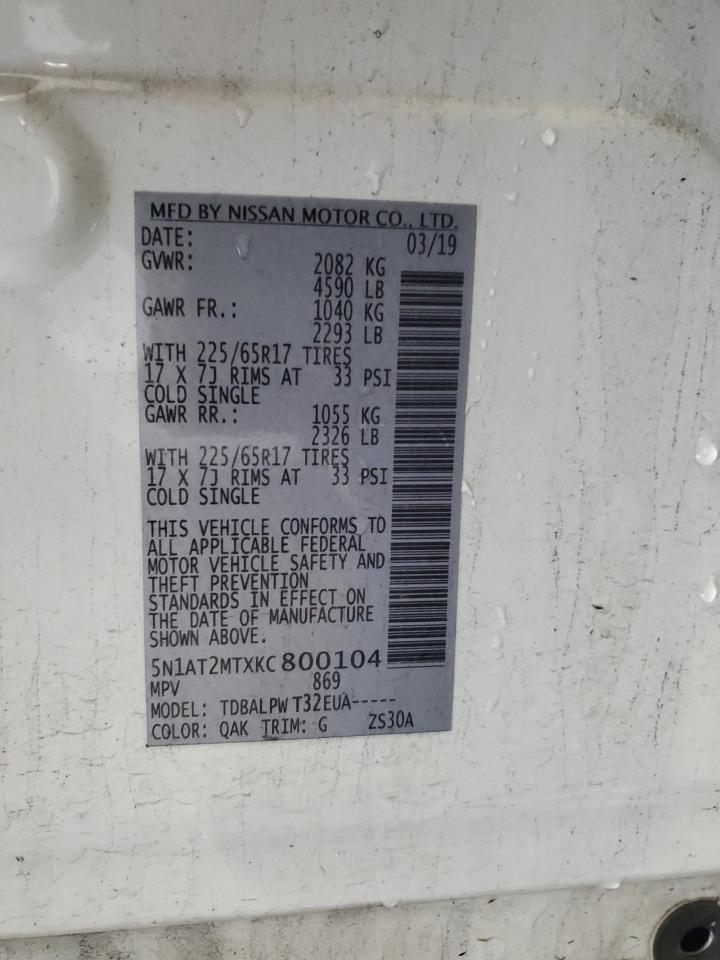 MFD BY NISSAN MOTOR CO., LTD.
DATE: 03/19
GVWR: 2082 KG
4590 LB
GAWR FR.: 1040 KG
2293 LB
WITH 225/65R17 TIRES
17 X 7J RIMS AT 33 PSI
COLD SINGLE
GAWR RR.: 1055 KG
2326 LB
WITH 225/65R17 TIRES
17 X 7J RIMS AT 33 PSI
COLD SINGLE
THIS VEHICLE CONFORMS TO
ALL APPLICABLE FEDERAL
MOTOR VEHICLE SAFETY AND
THEFT PREVENTION
STANDARDS IN EFFECT ON
THE DATE OF MANUFACTURE
SHOWN ABOVE.
5N1AT2MTXKC800104
MPV 869
MODEL: TDBALPWT32EUA-----
COLOR: QAK TRIM: G ZS30A